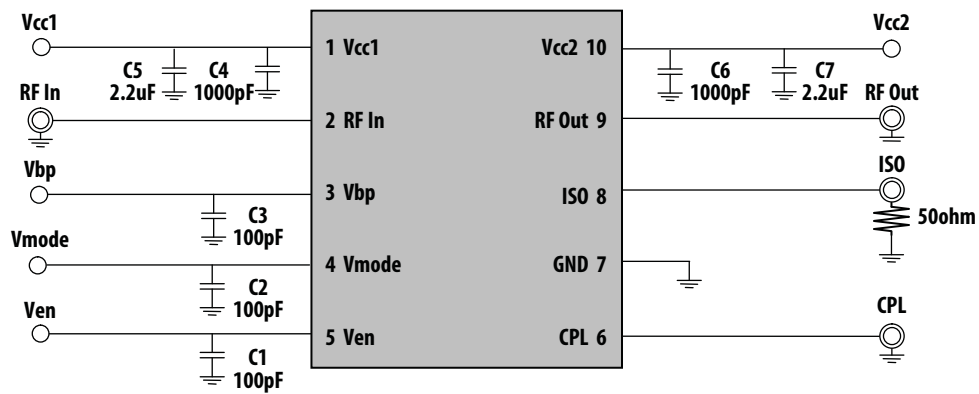 Vcc1
C5
2.2uF
C4
1000pF
1 Vcc1
Vcc2 10
C6
1000pF
C7
2.2uF
Vcc2
RF In
2 RF In
RF Out 9
RF Out
Vbp
C3
100pF
3 Vbp
ISO 8
ISO
50ohm
Vmode
C2
100pF
4 Vmode
GND 7
Ven
C1
100pF
5 Ven
CPL 6
CPL